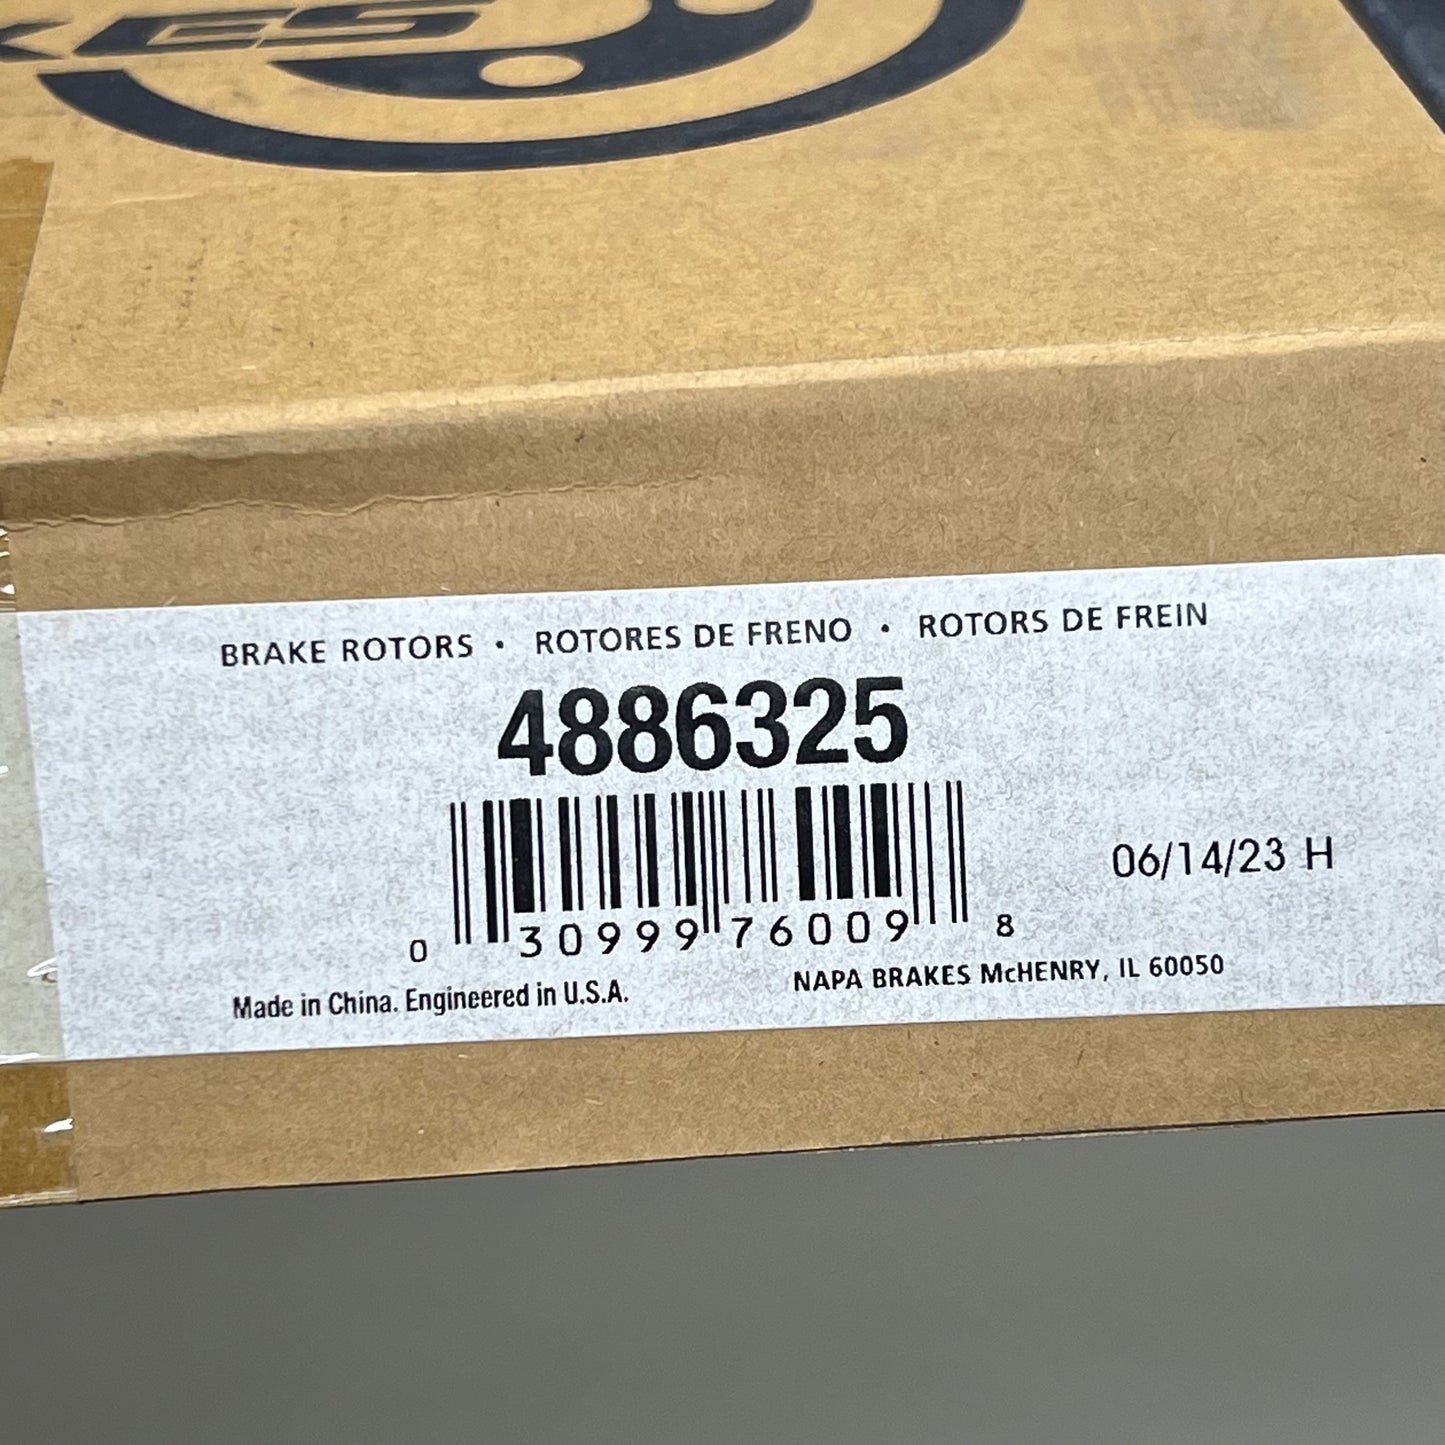 KES
BRAKE ROTORS • ROTORES DE FRENO • ROTORS DE FREIN
4886325
06/14/23 H
0 30999 76009 8
Made in China. Engineered in U.S.A.
NAPA BRAKES McHENRY, IL 60050